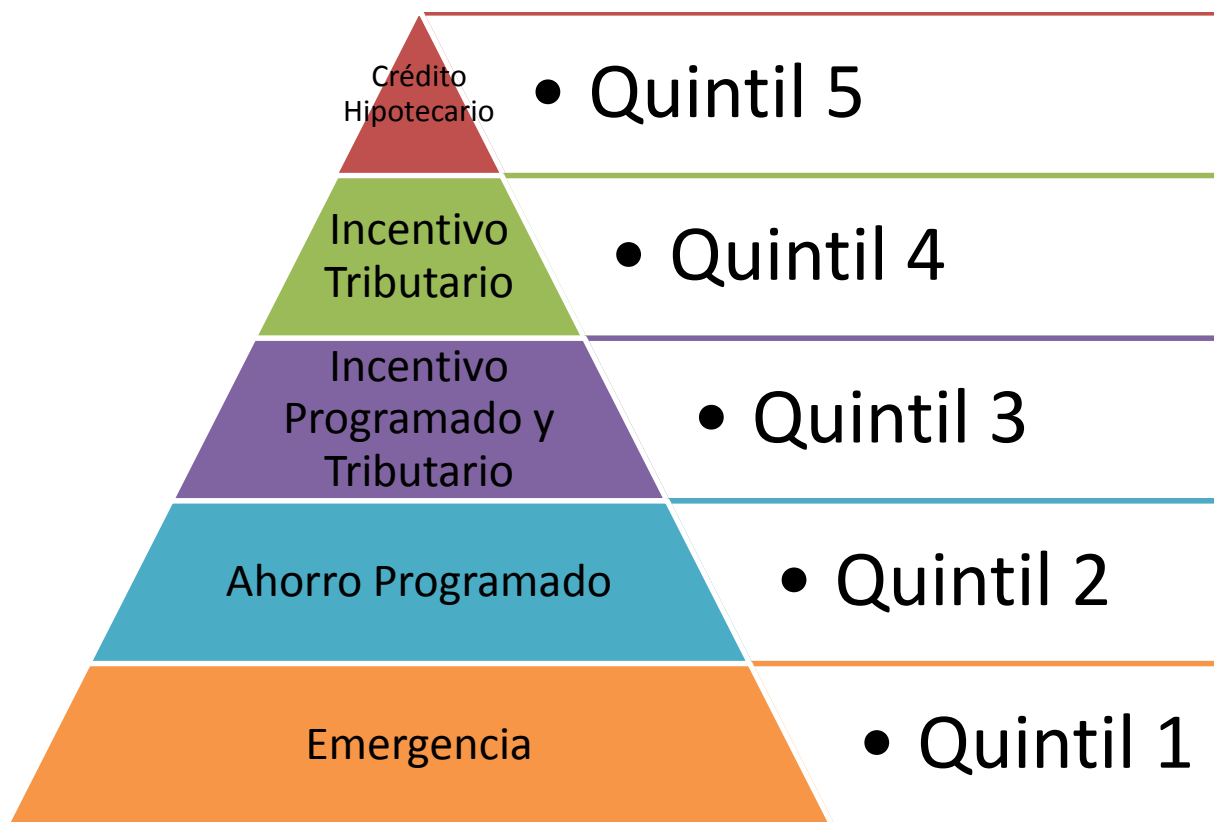 Crédito
Hipotecario
• Quintil 5
Incentivo
Tributario
• Quintil 4
Incentivo
Programado y
Tributario
• Quintil 3
Ahorro Programado
• Quintil 2
Emergencia
• Quintil 1